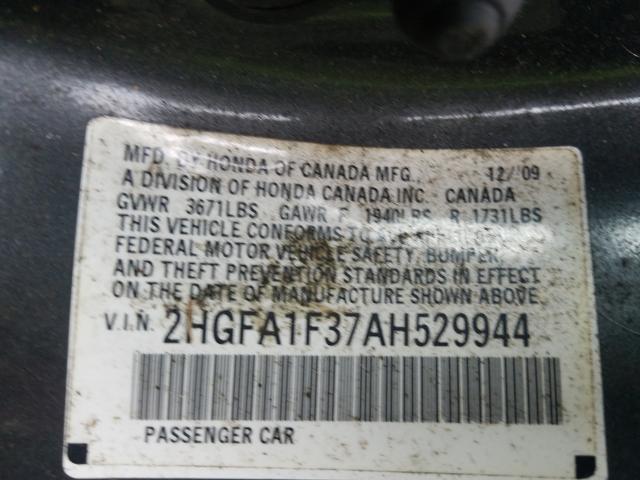 MFD. BY HONDA OF CANADA MFG., 12/ 09
A DIVISION OF HONDA CANADA INC. CANADA
GVWR 3671LBS GAWR F 1940LBS R 1731LBS
THIS VEHICLE CONFORMS TO
FEDERAL MOTOR VEHICLE SAFETY, BUMPER,
AND THEFT PREVENTION STANDARDS IN EFFECT
ON THE DATE OF MANUFACTURE SHOWN ABOVE.
V.I.N. 2HGFA1F37AH529944
PASSENGER CAR